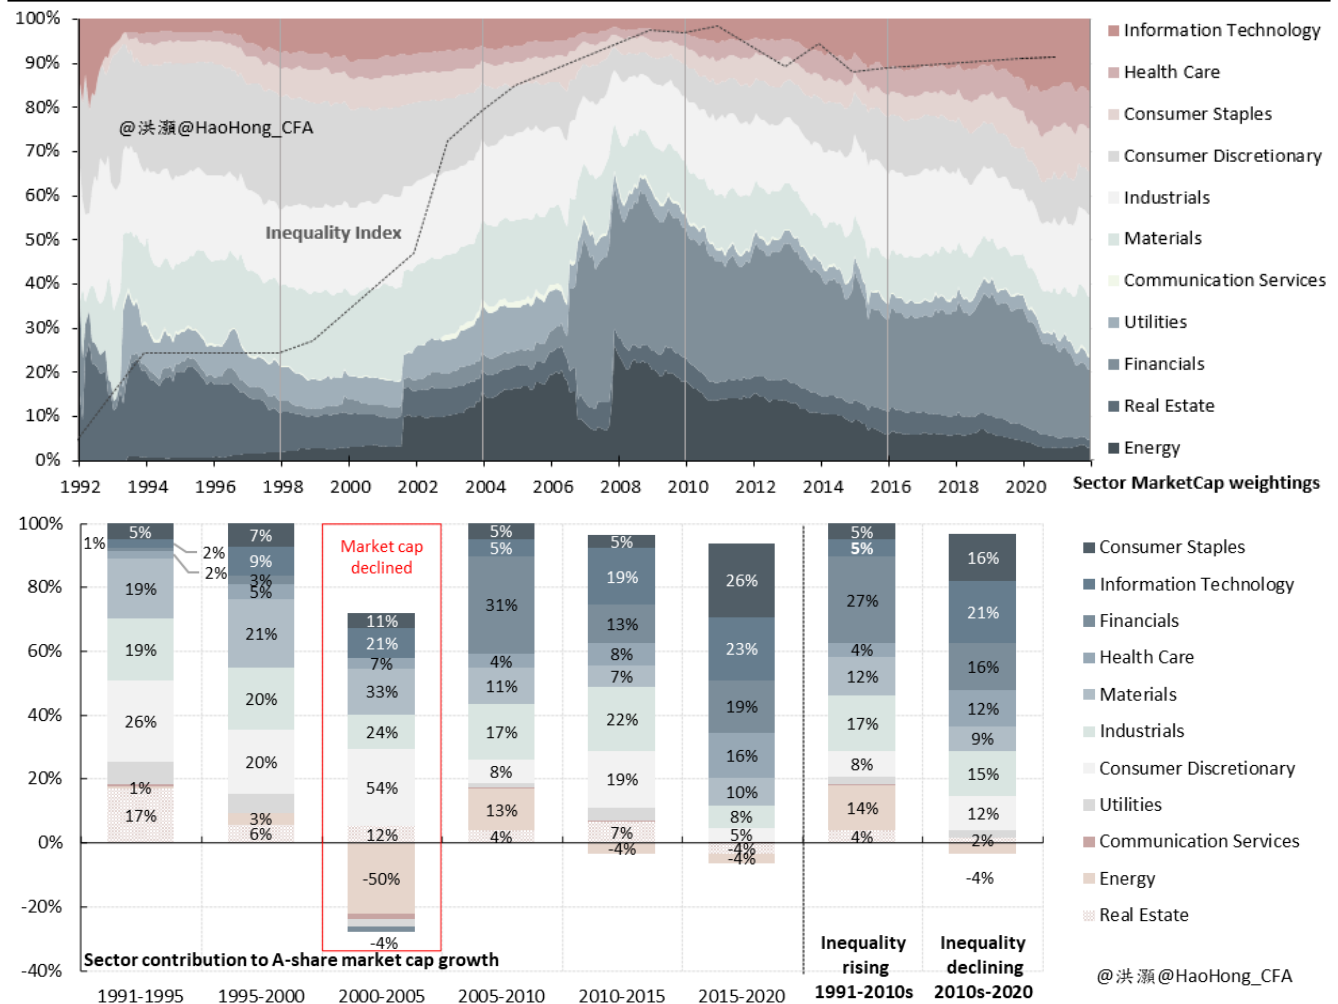 100%
90%
80%
70%
60%
50%
40%
30%
20%
10%
0%
@洪灝@HaoHong_CFA
Inequality Index
1992 1994 1996 1998 2000 2002 2004 2006 2008 2010 2012 2014 2016 2018 2020
Information Technology
Health Care
Consumer Staples
Consumer Discretionary
Industrials
Materials
Communication Services
Utilities
Financials
Real Estate
Energy
Sector MarketCap weightings
100%
80%
60%
40%
20%
0%
-20%
-40%
5%
1%
2%
2%
19%
19%
26%
1%
17%
7%
9%
3%
5%
21%
20%
20%
3%
6%
Market cap
declined
11%
21%
7%
33%
24%
54%
12%
-50%
-4%
5%
5%
31%
4%
11%
17%
8%
13%
4%
5%
19%
13%
8%
7%
22%
19%
7%
-4%
26%
23%
19%
16%
10%
8%
5%
-4%
-4%
5%
5%
27%
4%
12%
17%
8%
14%
4%
16%
21%
16%
12%
9%
15%
12%
2%
-4%
Sector contribution to A-share market cap growth
1991-1995 1995-2000 2000-2005 2005-2010 2010-2015 2015-2020
Inequality
rising
1991-2010s
Inequality
declining
2010s-2020
Consumer Staples
Information Technology
Financials
Health Care
Materials
Industrials
Consumer Discretionary
Utilities
Communication Services
Energy
Real Estate
@洪灝@HaoHong_CFA